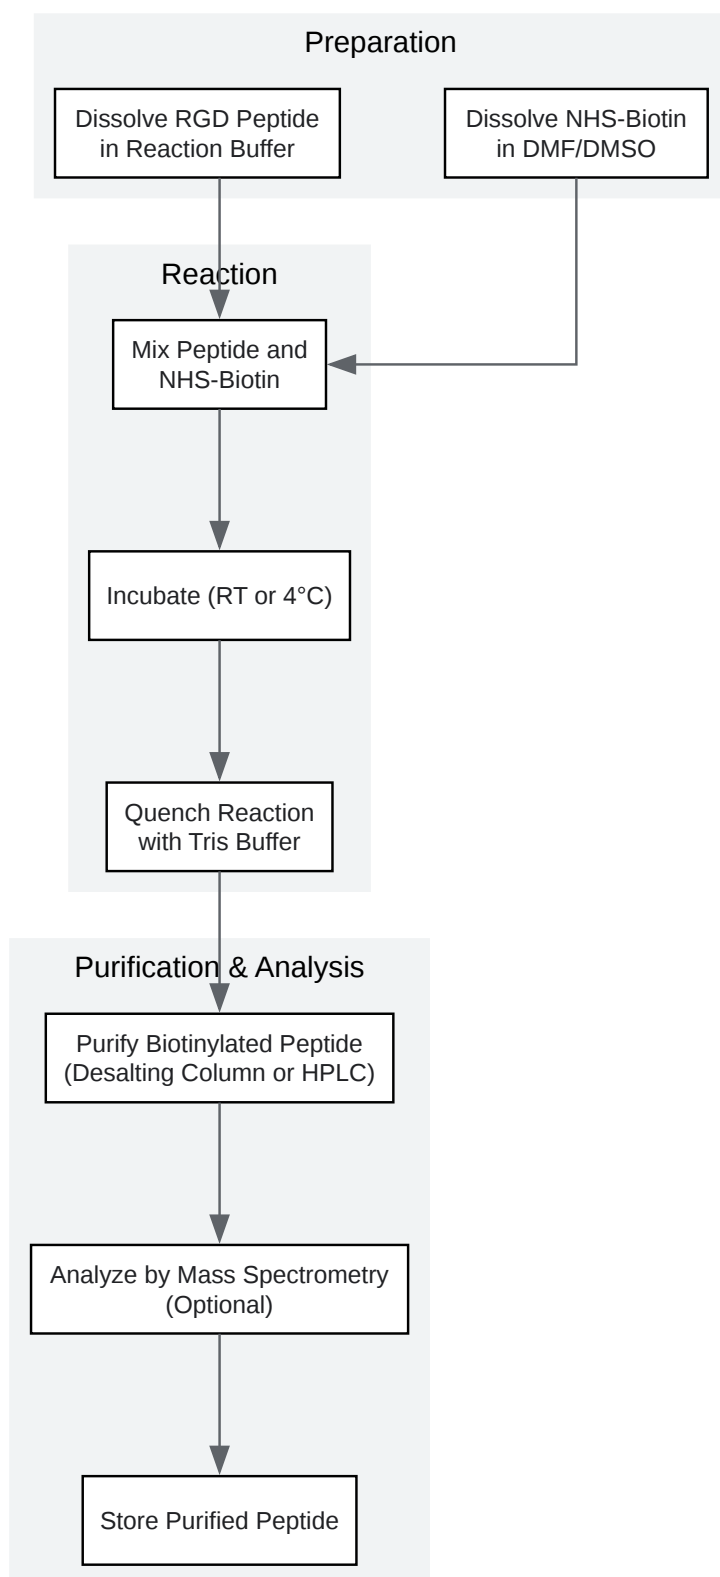 Preparation
Dissolve RGD Peptide
in Reaction Buffer
Dissolve NHS-Biotin
in DMF/DMSO
Reaction
Mix Peptide and
NHS-Biotin
Incubate (RT or 4°C)
Quench Reaction
with Tris Buffer
Purification & Analysis
Purify Biotinylated Peptide
(Desalting Column or HPLC)
Analyze by Mass Spectrometry
(Optional)
Store Purified Peptide